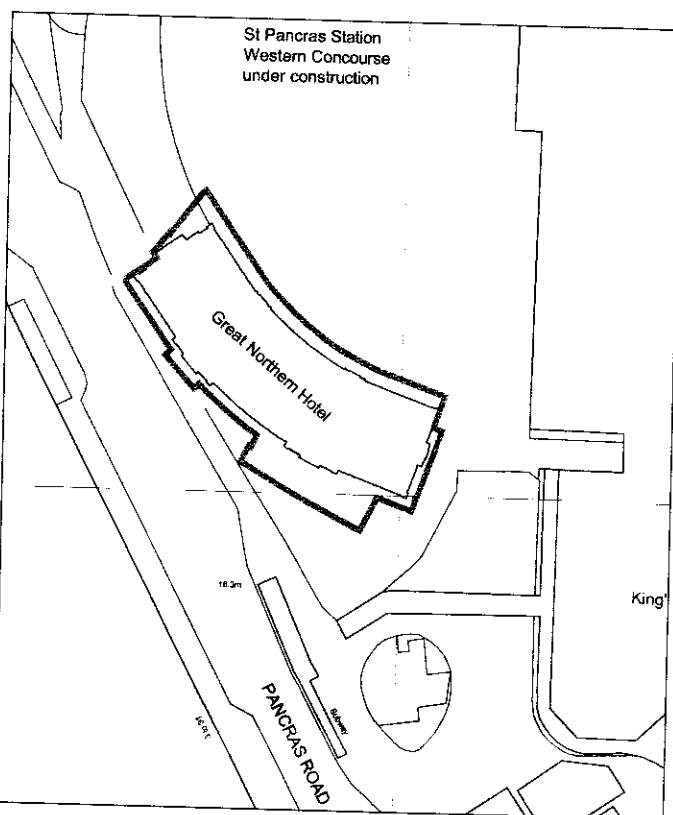 St Pancras Station
Western Concourse
under construction
Great Northern Hotel
16.3m
King'
Subway
PANCRAS ROAD